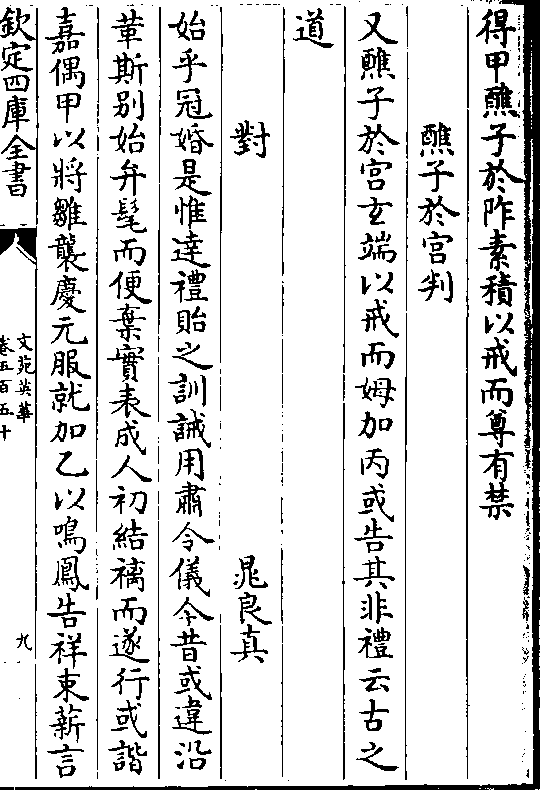 得甲醮子於阼素積以戒而尊有禁
醮子於宫判
又醮子於宫玄端以戒而姆加丙或告其非禮云古之
道
對
晁良真
始乎冠婚是惟達禮貽之訓誡用肅令儀今昔或違沿
革斯别始弁髦而便棄實表成人初結褵而遂行或諧
嘉偶甲以將雛襲慶元服就加乙以鳴鳳告祥束薪言
欽定四庫全書
文苑英華
卷五百五十
九